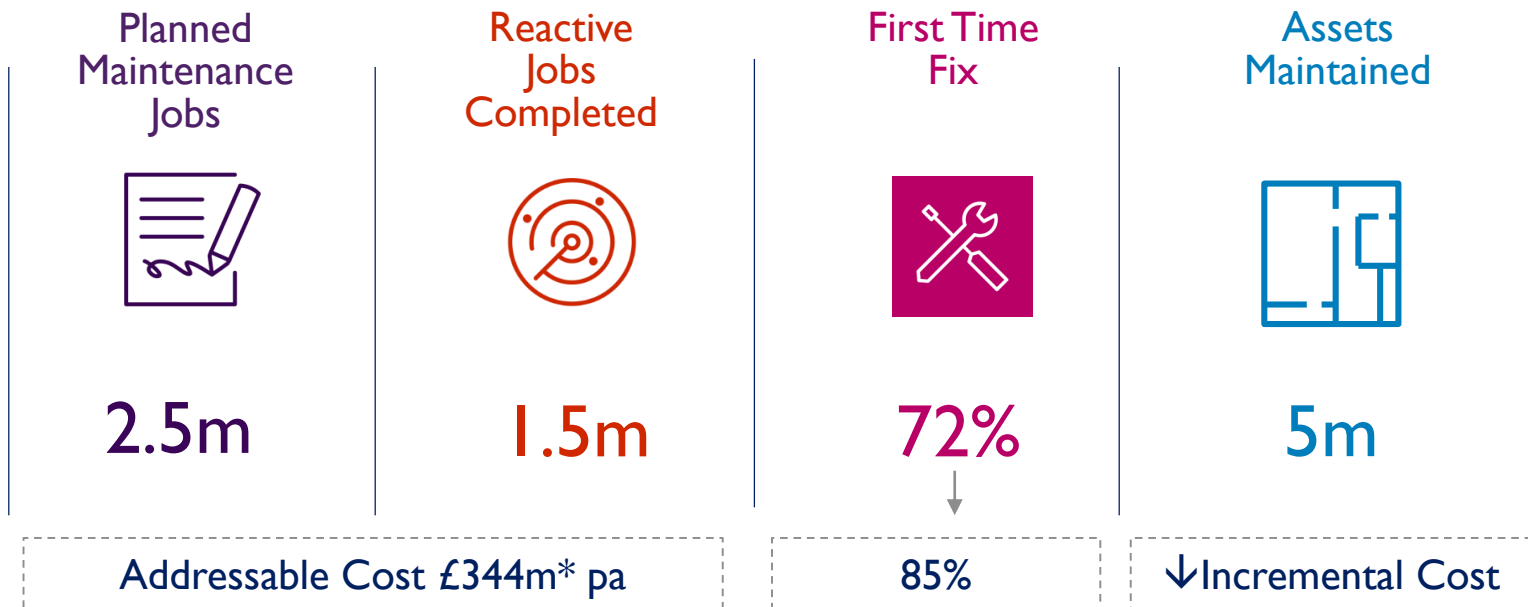 Planned
Maintenance
Jobs
Reactive
Jobs
Completed
First Time
Fix
Assets
Maintained
2.5m
1.5m
72%
5m
Addressable Cost £344m* pa
85%
↓Incremental Cost